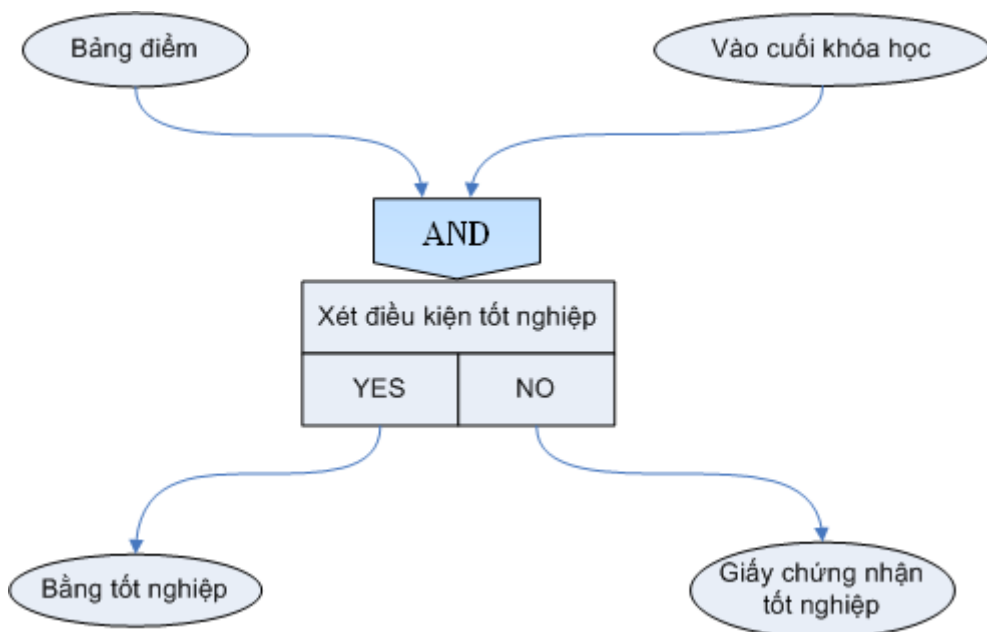 Bảng điểm
Vào cuối khóa học
AND
Xét điều kiện tốt nghiệp
YES
NO
Bằng tốt nghiệp
Giấy chứng nhận
tốt nghiệp